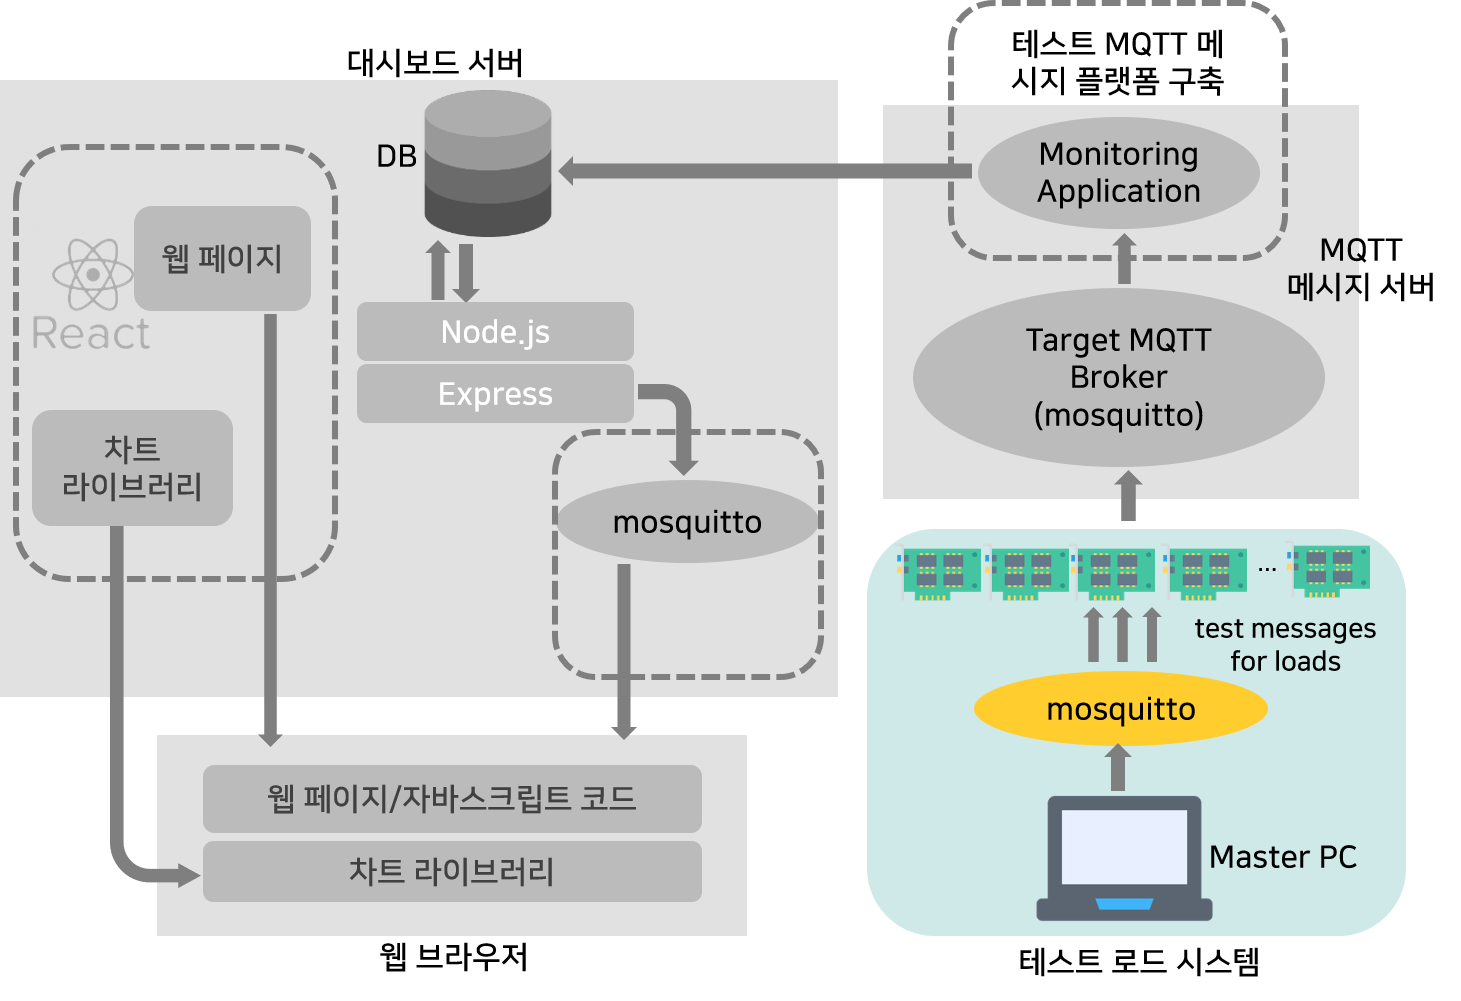 대시보드 서버
DB
React
웹 페이지
차트
라이브러리
Node.js
Express
mosquitto
웹 페이지/자바스크립트 코드
차트 라이브러리
웹 브라우저
테스트 MQTT 메
시지 플랫폼 구축
Monitoring
Application
MQTT
메시지 서버
Target MQTT
Broker
(mosquitto)
...
test messages
for loads
mosquitto
Master PC
테스트 로드 시스템